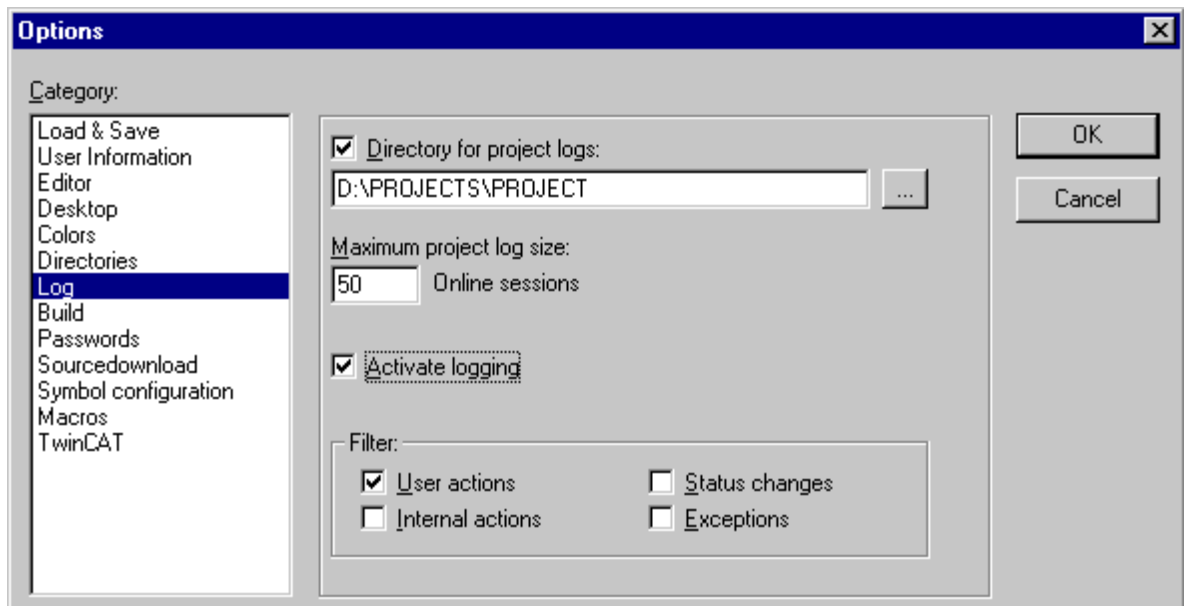 Options
Category:
Load & Save
User Information
Editor
Desktop
Colors
Directories
Log
Build
Passwords
Sourcedownload
Symbol configuration
Macros
TwinCAT
Directory for project logs:
D:\PROJECTS\PROJECT
...
Maximum project log size:
50 Online sessions
Activate logging
Filter:
User actions
Status changes
Internal actions
Exceptions
OK
Cancel